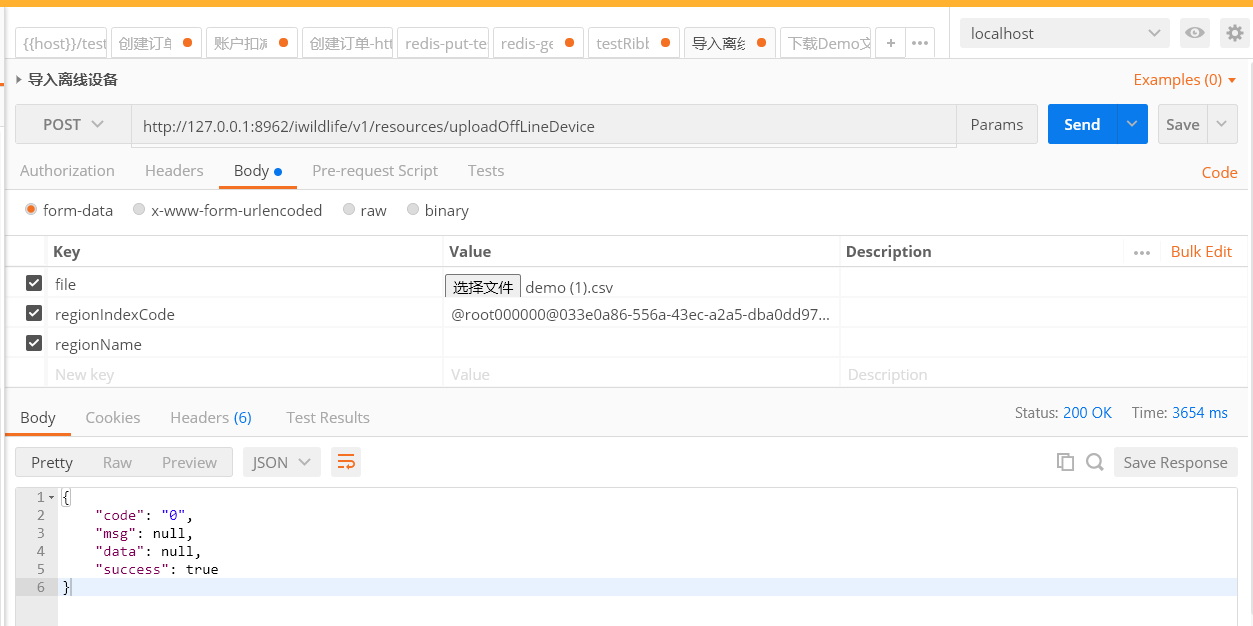 {{host}}/test
创建订单
账户扣减
创建订单-htt
redis-put-te
redis-ge
testRibb
导入离线
下载Demo文
+
•••
localhost
导入离线设备
Examples (0)
POST
http://127.0.0.1:8962/iwildlife/v1/resources/uploadOffLineDevice
Params
Send
Save
Authorization
Headers
Body
Pre-request Script
Tests
Code
form-data
x-www-form-urlencoded
raw
binary
Key
Value
Description
•••
Bulk Edit
file
选择文件 demo (1).csv
regionIndexCode
@root000000@033e0a86-556a-43ec-a2a5-dba0dd97...
regionName
New key
Value
Description
Body
Cookies
Headers (6)
Test Results
Status: 200 OK
Time: 3654 ms
Pretty
Raw
Preview
JSON
Save Response
1 {
2 "code": "0",
3 "msg": null,
4 "data": null,
5 "success": true
6 }